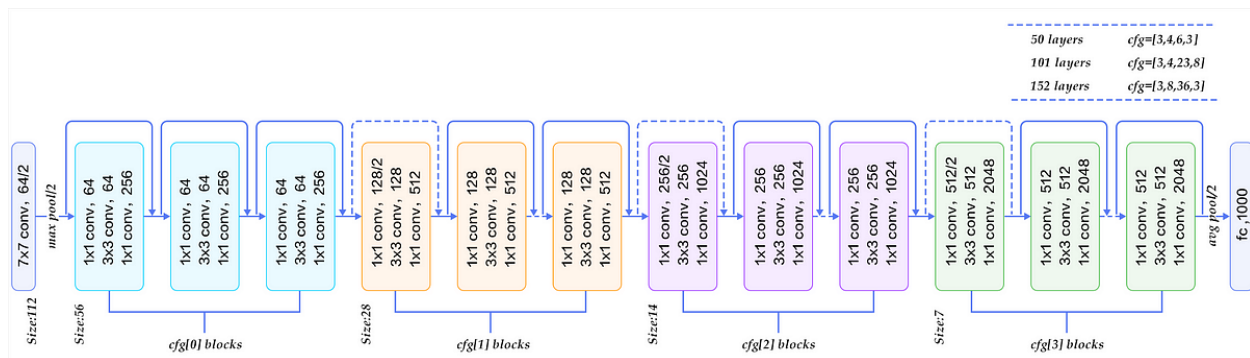 50 layers cfg=[3,4,6,3]
101 layers cfg=[3,4,23,8]
152 layers cfg=[3,8,36,3]
7x7 conv, 64/2
max pool/2
1x1 conv, 64
3x3 conv, 64
1x1 conv, 256
1x1 conv, 64
3x3 conv, 64
1x1 conv, 256
1x1 conv, 64
3x3 conv, 64
1x1 conv, 256
1x1 conv, 128/2
3x3 conv, 128
1x1 conv, 512
1x1 conv, 128
3x3 conv, 128
1x1 conv, 512
1x1 conv, 128
3x3 conv, 128
1x1 conv, 512
1x1 conv, 256/2
3x3 conv, 256
1x1 conv, 1024
1x1 conv, 256
3x3 conv, 256
1x1 conv, 1024
1x1 conv, 256
3x3 conv, 256
1x1 conv, 1024
1x1 conv, 512/2
3x3 conv, 512
1x1 conv, 2048
1x1 conv, 512
3x3 conv, 512
1x1 conv, 2048
1x1 conv, 512
3x3 conv, 512
1x1 conv, 2048
avg pool/2
fc ,1000
Size:112
Size:56
Size:28
Size:14
Size:7
cfg[0] blocks
cfg[1] blocks
cfg[2] blocks
cfg[3] blocks